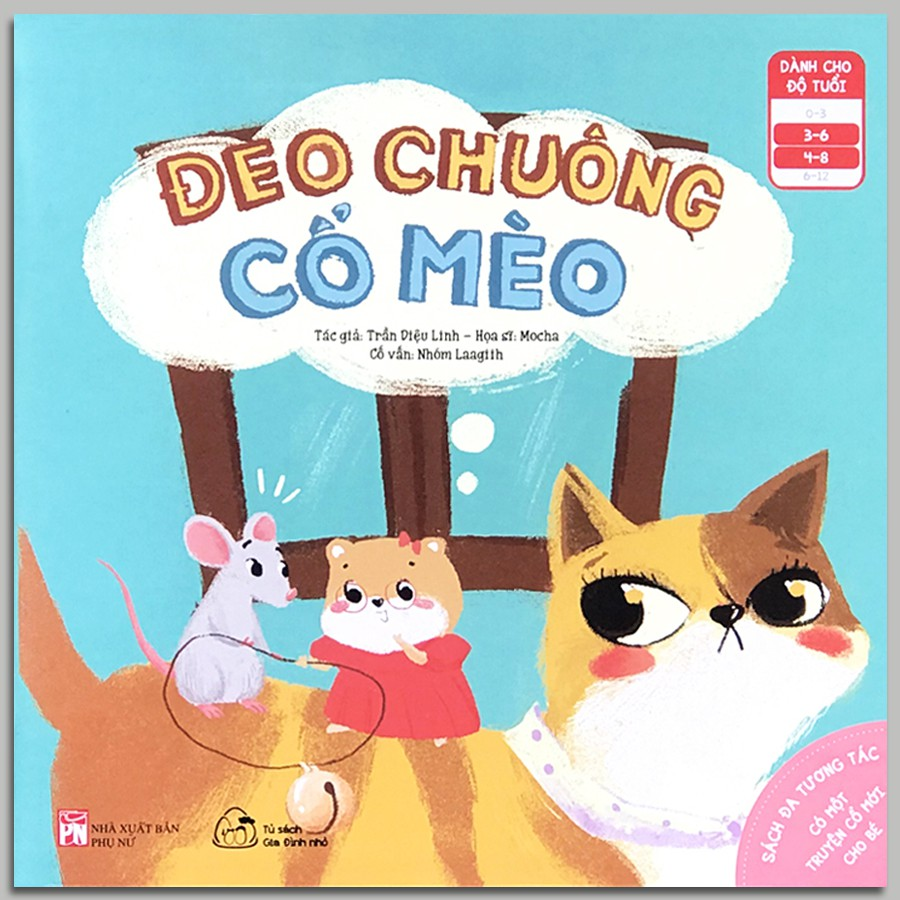 DÀNH CHO
ĐỘ TUỔI
0-3
3-6
4-8
6-12
ĐEO CHUÔNG
CỔ MÈO
Tác giả: Trần Diệu Linh – Họa sĩ: Mocha
Cố vấn: Nhóm Laagiih
SÁCH ĐA TƯƠNG TÁC
CÓ MỘT
TRUYỆN CỔ MỚI
CHO BÉ
PN
NHÀ XUẤT BẢN
PHỤ NỮ
Tủ sách
Gia Đình nhỏ